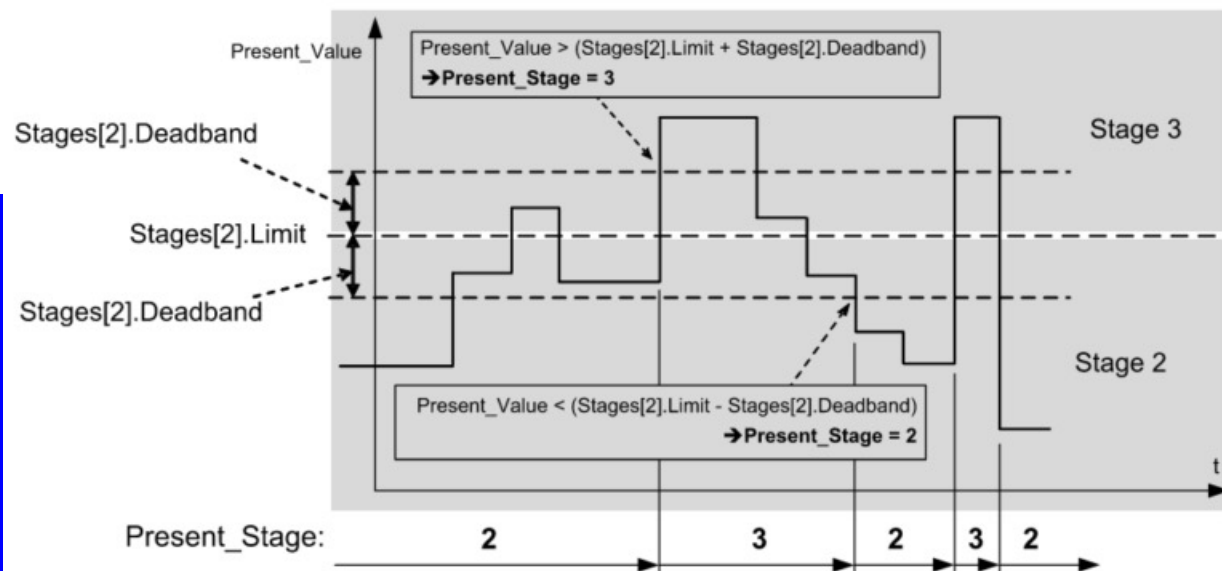 Present_Value
Present_Value > (Stages[2].Limit + Stages[2].Deadband)
➔Present_Stage = 3
Stages[2].Deadband
Stage 3
Stages[2].Limit
Stages[2].Deadband
Stage 2
Present_Value < (Stages[2].Limit - Stages[2].Deadband)
➔Present_Stage = 2
t
Present_Stage: 2 3 2 3 2